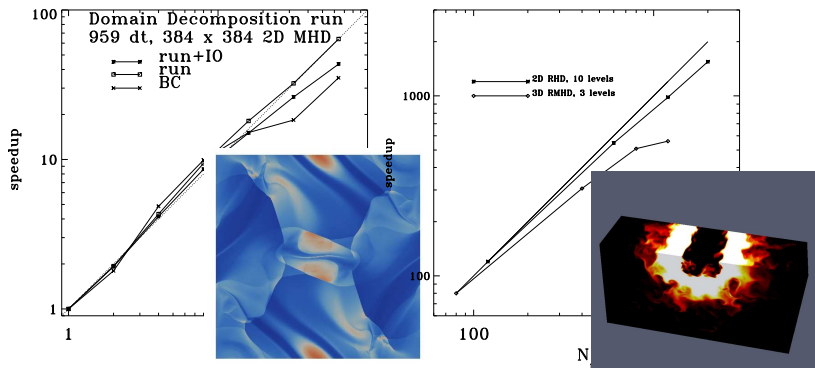 Domain Decomposition run
959 dt, 384 x 384 2D MHD
run+IO
run
BC
100
10
1
1
speedup
2D RHD, 10 levels
3D RMHD, 3 levels
1000
100
100
speedup
N